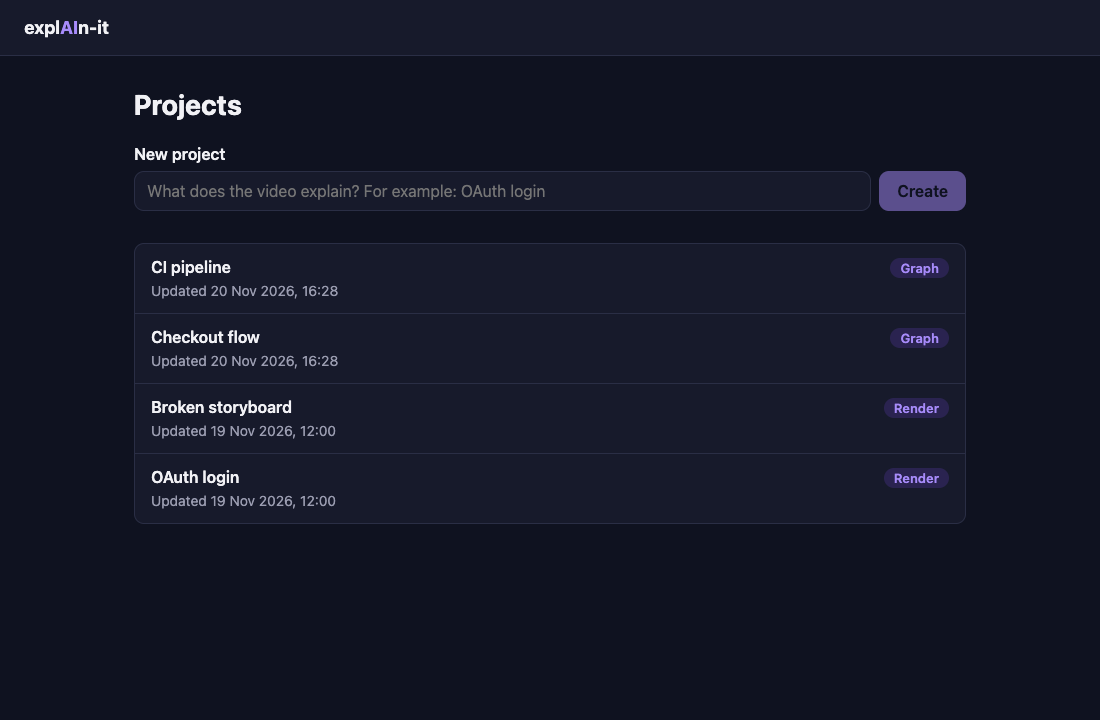 explAIn-it
Projects
New project
What does the video explain? For example: OAuth login
Create
CI pipeline
Graph
Updated 20 Nov 2026, 16:28
Checkout flow
Graph
Updated 20 Nov 2026, 16:28
Broken storyboard
Render
Updated 19 Nov 2026, 12:00
OAuth login
Render
Updated 19 Nov 2026, 12:00